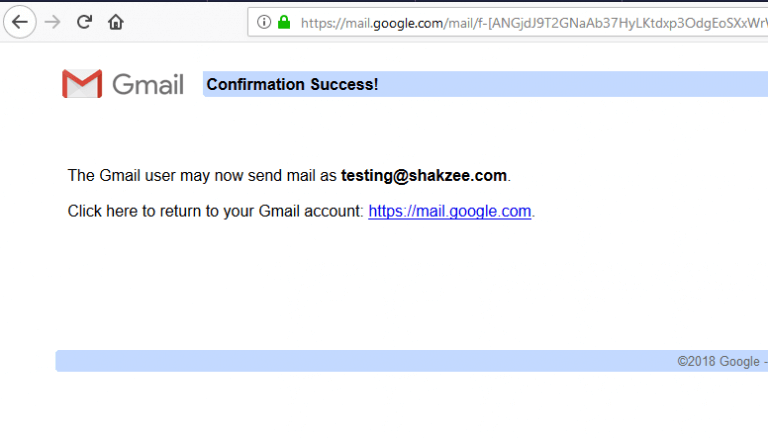 https://mail.google.com/mail/f-[ANGjdJ9T2GNaAb37HyLKtdxp3OdgEoSXxWr
Gmail
Confirmation Success!
The Gmail user may now send mail as testing@shakzee.com.
Click here to return to your Gmail account: https://mail.google.com.
©2018 Google -